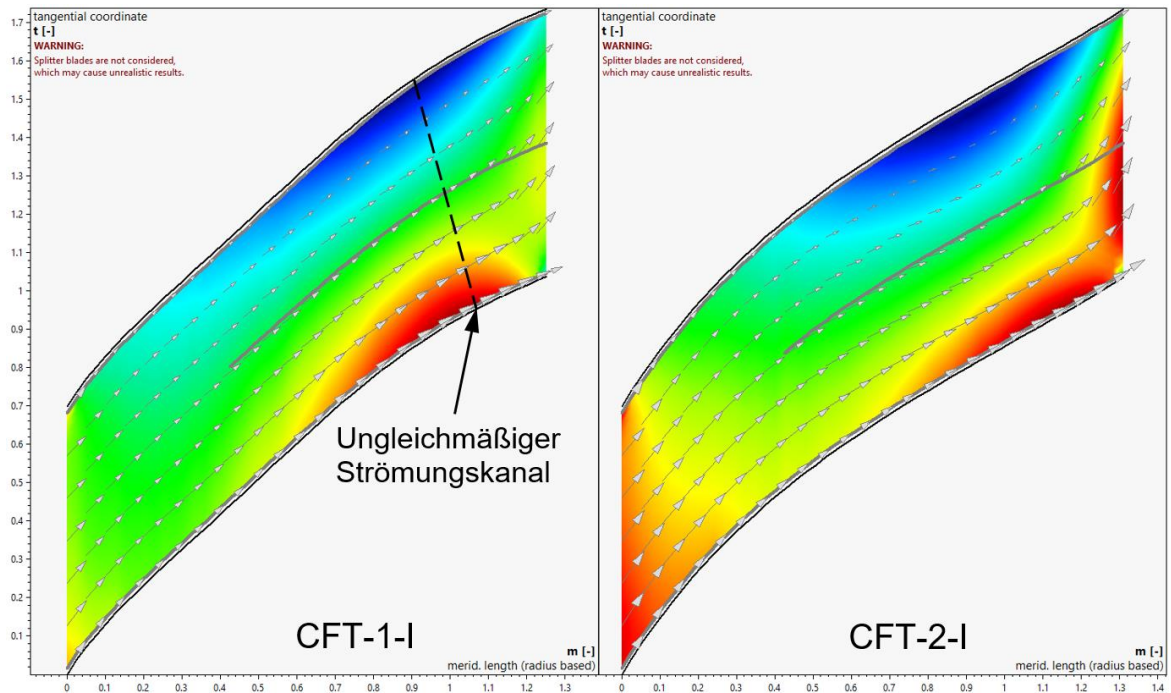 tangential coordinate
t [-]
WARNING:
Splitter blades are not considered,
which may cause unrealistic results.
1.7
1.6
1.5
1.4
1.3
1.2
1.1
1
0.9
0.8
0.7
0.6
0.5
0.4
0.3
0.2
0.1
Ungleichmäßiger
Strömungskanal
CFT-1-I
m [-]
merid. length (radius based)
0 0.1 0.2 0.3 0.4 0.5 0.6 0.7 0.8 0.9 1 1.1 1.2 1.3
tangential coordinate
t [-]
WARNING:
Splitter blades are not considered,
which may cause unrealistic results.
CFT-2-I
m [-]
merid. length (radius based)
0 0.1 0.2 0.3 0.4 0.5 0.6 0.7 0.8 0.9 1 1.1 1.2 1.3 1.4